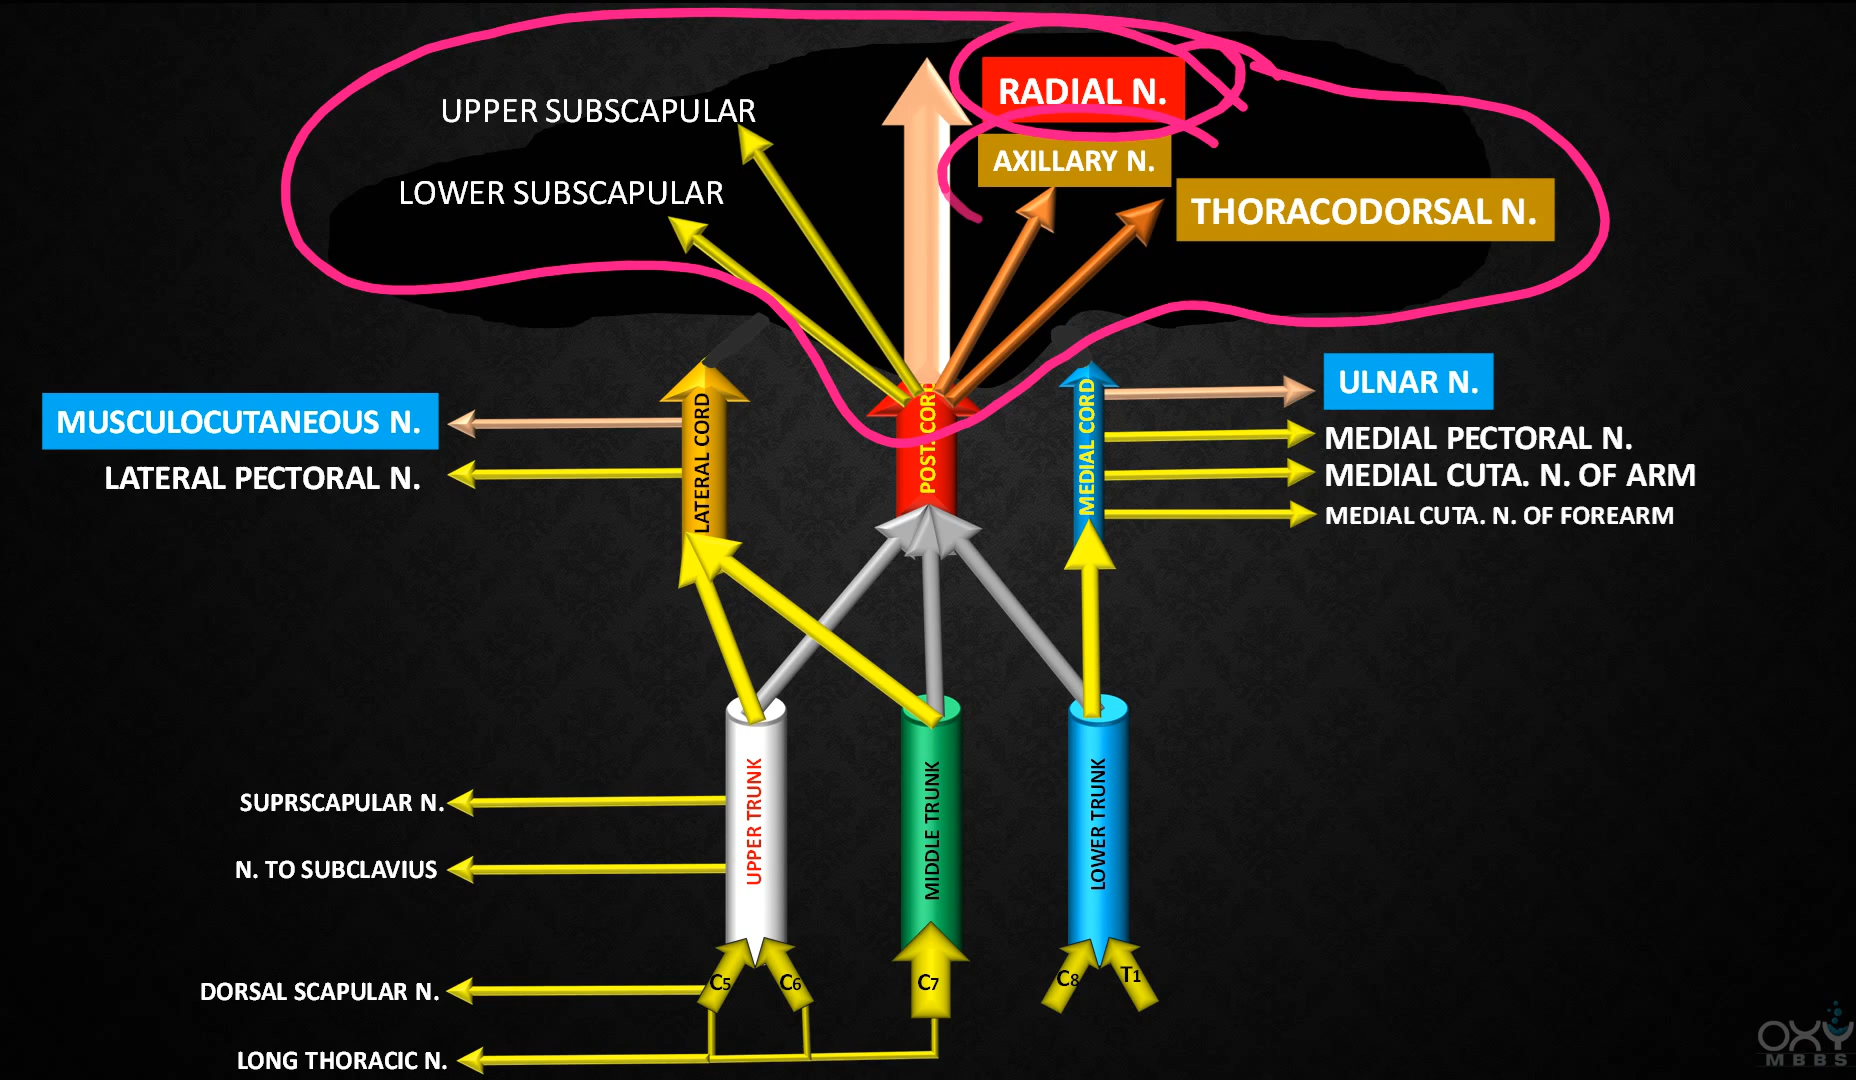 RADIAL N.
UPPER SUBSCAPULAR
AXILLARY N.
LOWER SUBSCAPULAR
THORACODORSAL N.
MUSCULOCUTANEOUS N.
LATERAL PECTORAL N.
LATERAL CORD
POST. CORD
MEDIAL CORD
ULNAR N.
MEDIAL PECTORAL N.
MEDIAL CUTA. N. OF ARM
MEDIAL CUTA. N. OF FOREARM
SUPRSCAPULAR N.
N. TO SUBCLAVIUS
UPPER TRUNK
MIDDLE TRUNK
LOWER TRUNK
DORSAL SCAPULAR N.
C5
C6
C7
C8
T1
LONG THORACIC N.
OXY
MBBS